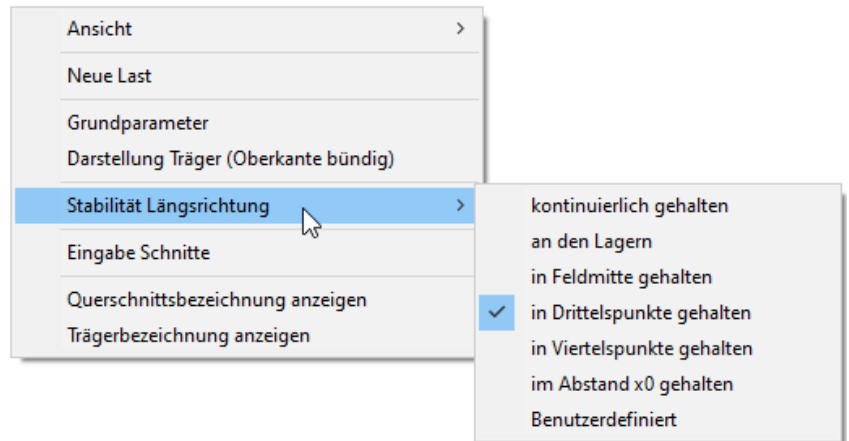 Ansicht
Neue Last
Grundparameter
Darstellung Träger (Oberkante bündig)
Stabilität Längsrichtung
Eingabe Schnitte
Querschnittsbezeichnung anzeigen
Trägerbezeichnung anzeigen
kontinuierlich gehalten
an den Lagern
in Feldmitte gehalten
in Drittelspunkte gehalten
in Viertelspunkte gehalten
im Abstand x0 gehalten
Benutzerdefiniert